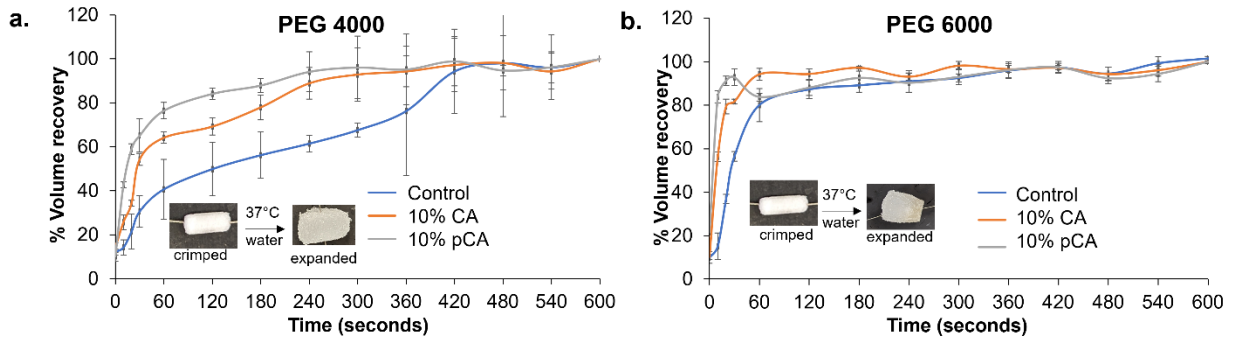 a.
PEG 4000
% Volume recovery
120
100
80
60
40
20
0
0 60 120 180 240 300 360 420 480 540 600
Time (seconds)
Control
10% CA
10% pCA
37°C
water
crimped
expanded
b.
PEG 6000
% Volume recovery
120
100
80
60
40
20
0
0 60 120 180 240 300 360 420 480 540 600
Time (seconds)
Control
10% CA
10% pCA
37°C
water
crimped
expanded